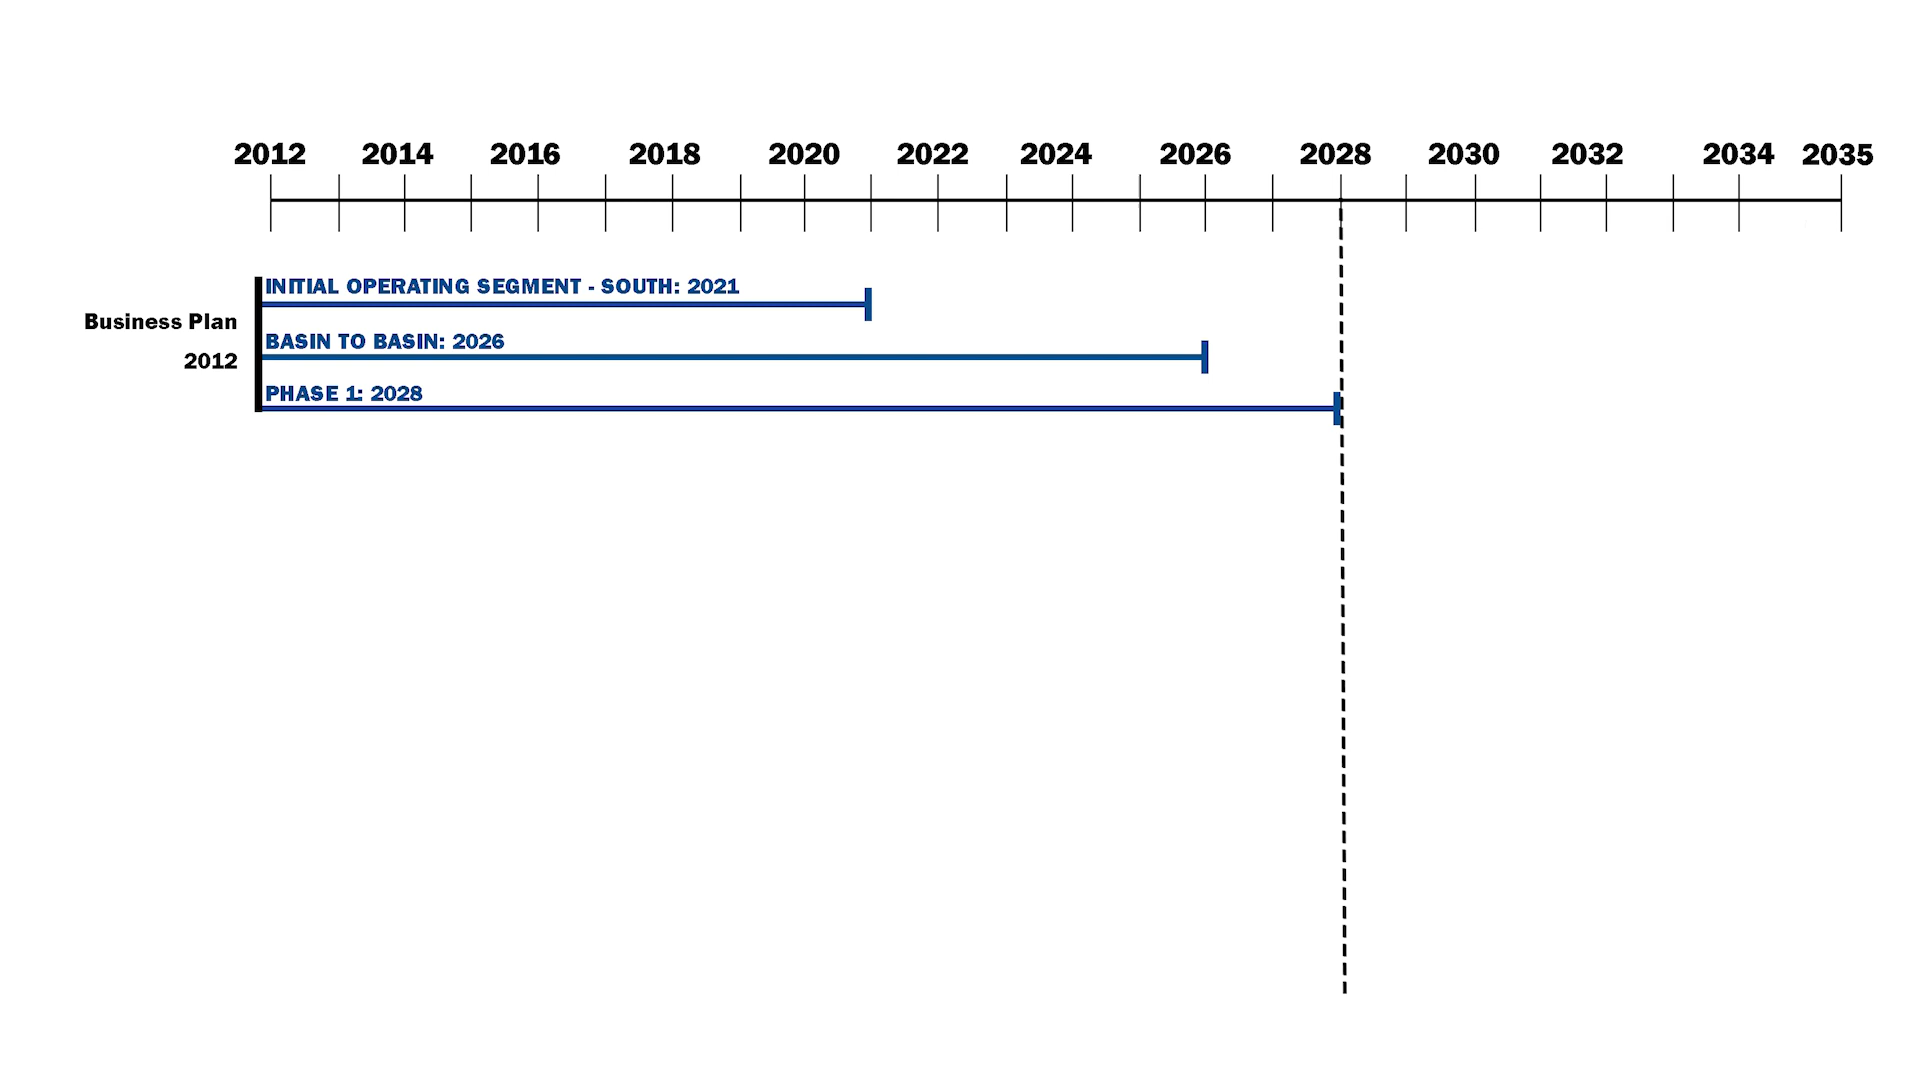 2012 2014 2016 2018 2020 2022 2024 2026 2028 2030 2032 2034 2035
INITIAL OPERATING SEGMENT - SOUTH: 2021
Business Plan
2012
BASIN TO BASIN: 2026
PHASE 1: 2028